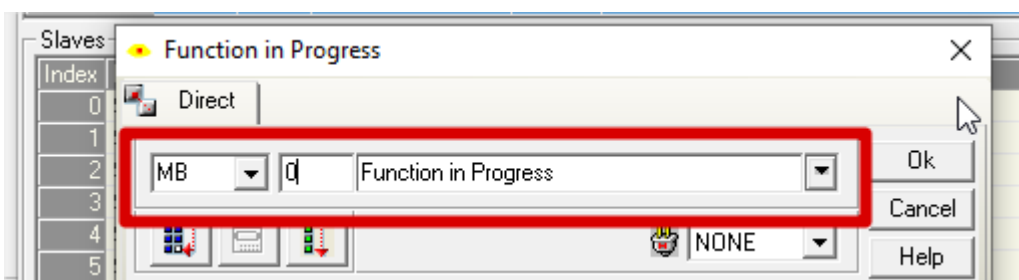 Slaves
Function in Progress
Index
Direct
0
1
MB 0 Function in Progress
Ok
2
3
Cancel
4
NONE
Help
5